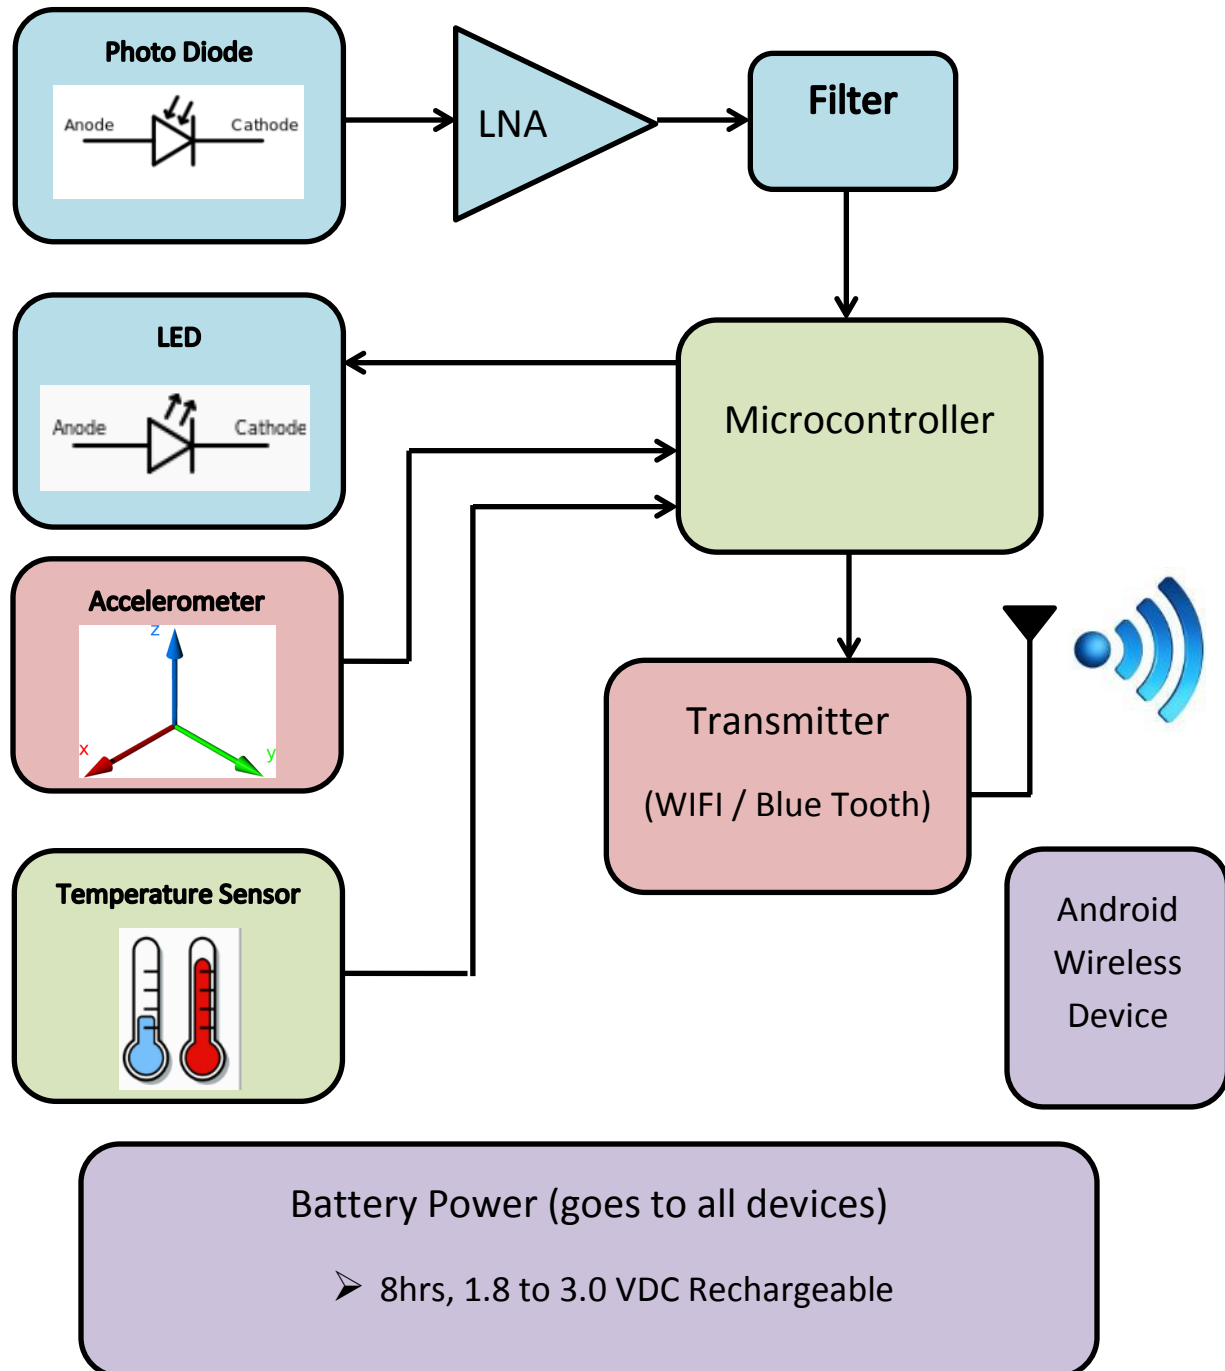 Photo Diode
Anode
Cathode
LNA
Filter
LED
Anode
Cathode
Microcontroller
Accelerometer
z
x
y
Transmitter
(WIFI / Blue Tooth)
Temperature Sensor
Android
Wireless
Device
Battery Power (goes to all devices)
➢ 8hrs, 1.8 to 3.0 VDC Rechargeable